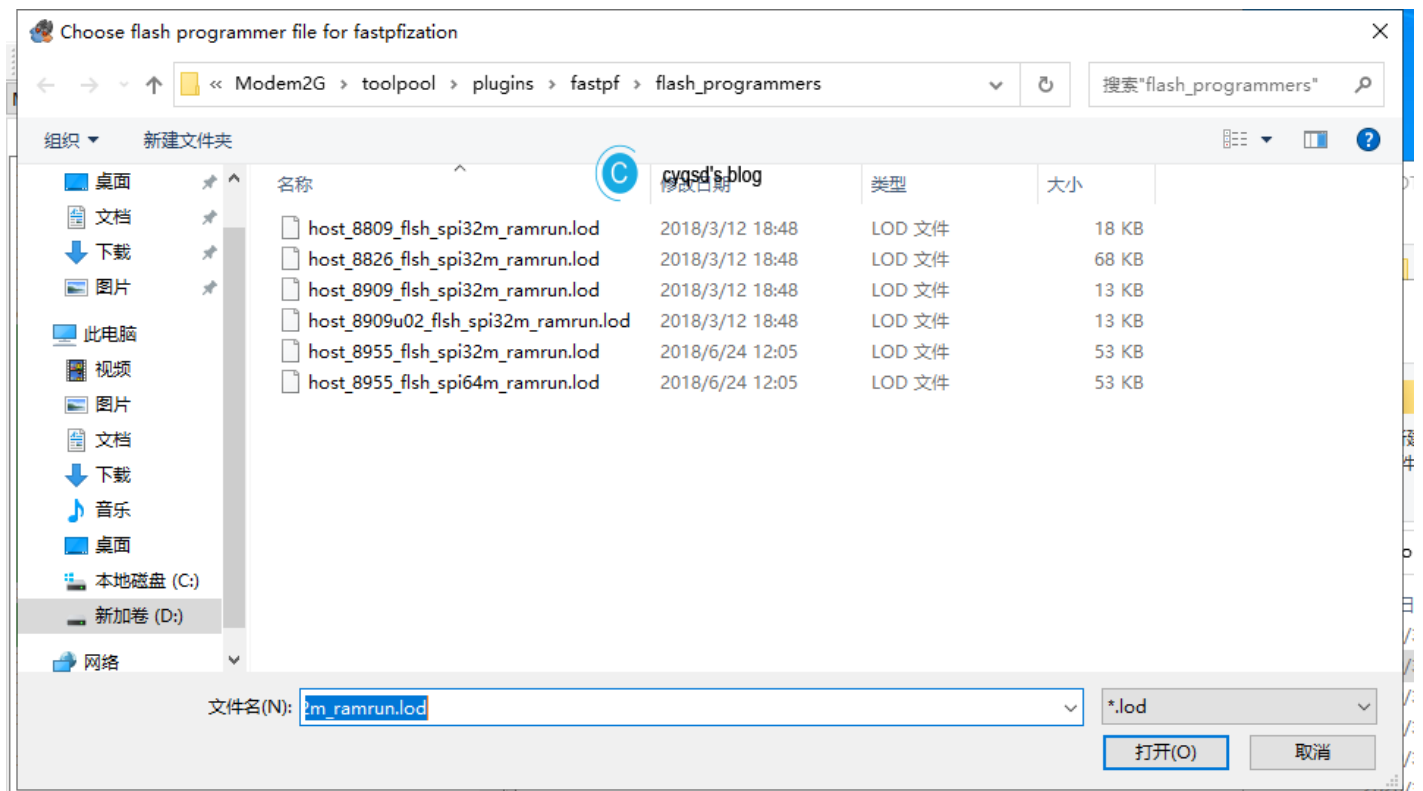 Choose flash programmer file for fastpfization
« Modem2G › toolpool › plugins › fastpf › flash_programmers
搜索"flash_programmers"
组织 新建文件夹
名称 修改日期 类型 大小
C cyqsd's blog
桌面
文档
下载
图片
此电脑
视频
图片
文档
下载
音乐
桌面
本地磁盘 (C:)
新加卷 (D:)
网络
host_8809_flsh_spi32m_ramrun.lod 2018/3/12 18:48 LOD 文件 18 KB
host_8826_flsh_spi32m_ramrun.lod 2018/3/12 18:48 LOD 文件 68 KB
host_8909_flsh_spi32m_ramrun.lod 2018/3/12 18:48 LOD 文件 13 KB
host_8909u02_flsh_spi32m_ramrun.lod 2018/3/12 18:48 LOD 文件 13 KB
host_8955_flsh_spi32m_ramrun.lod 2018/6/24 12:05 LOD 文件 53 KB
host_8955_flsh_spi64m_ramrun.lod 2018/6/24 12:05 LOD 文件 53 KB
文件名(N): 2m_ramrun.lod *.lod
打开(O) 取消